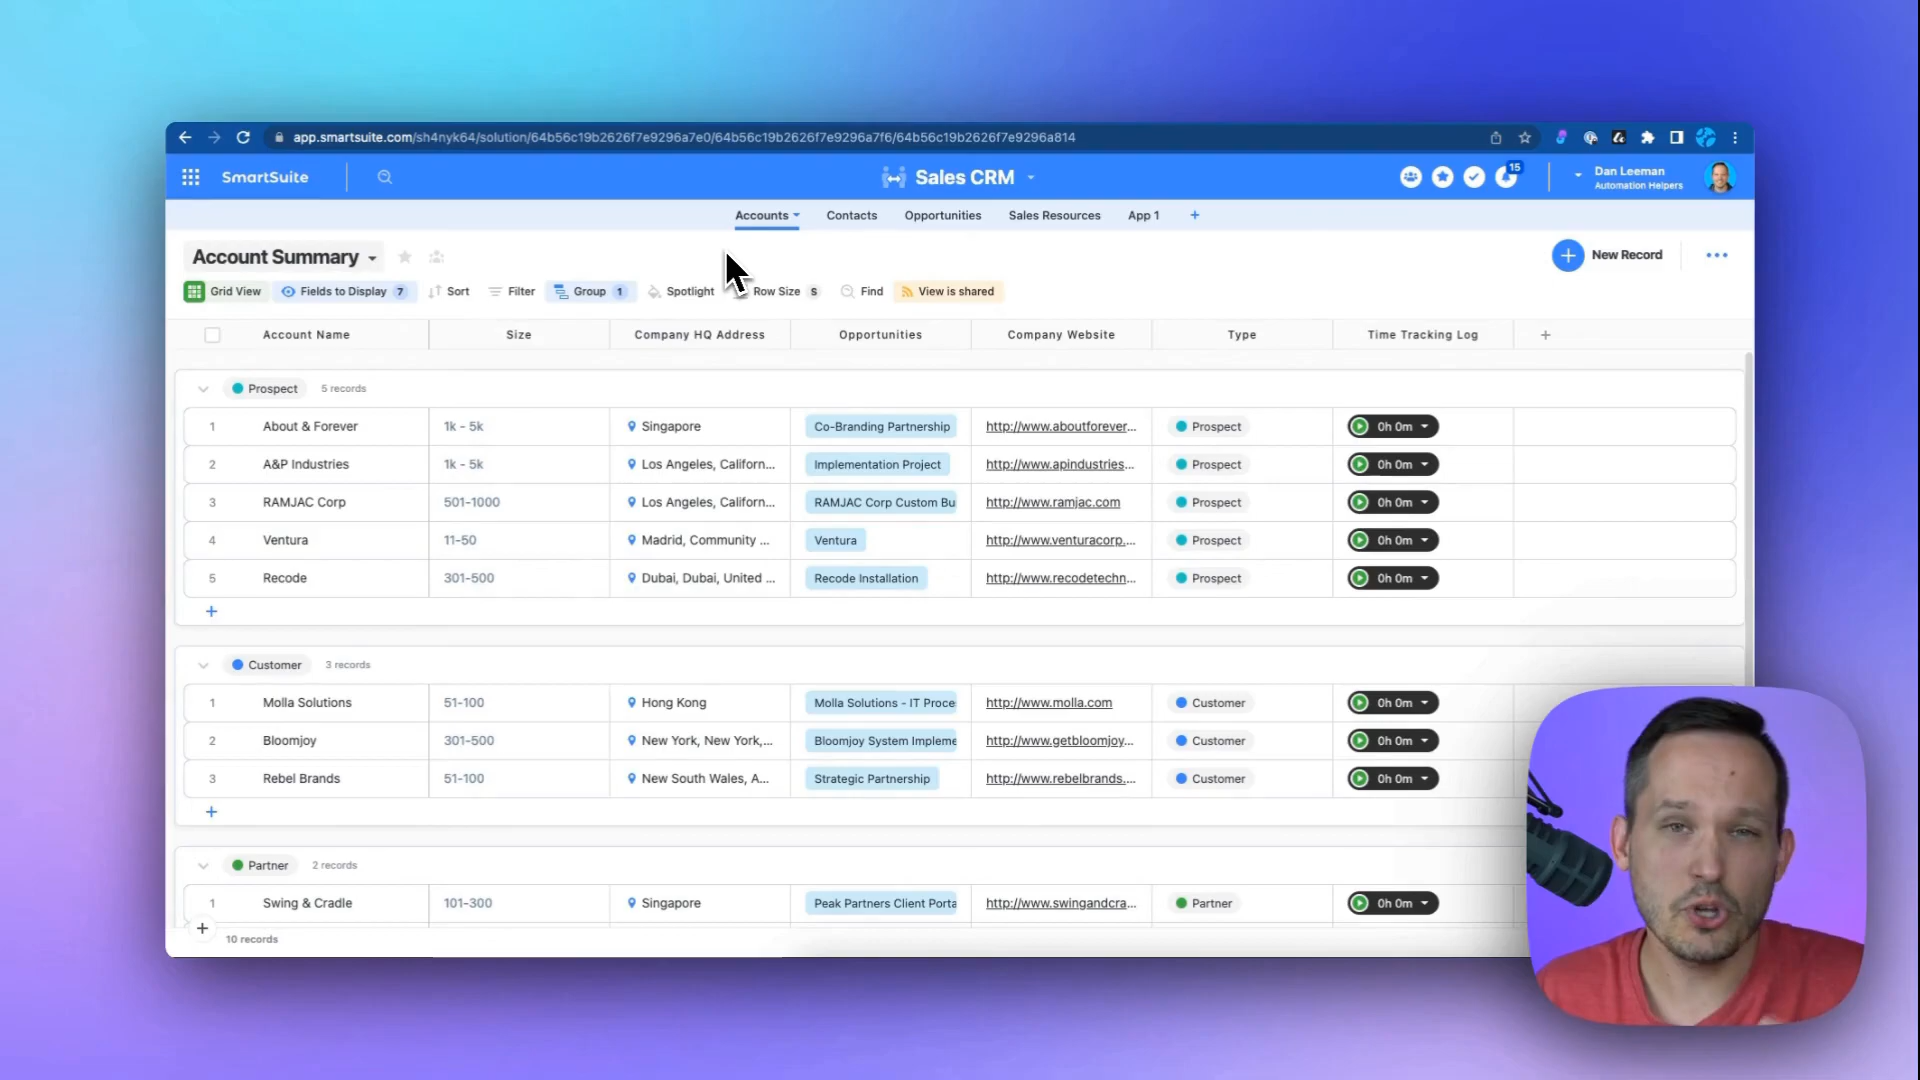 app.smartsuite.com/sh4nyk64/solution/64b56c19b2626f7e9296a7e0/64b56c19b2626f7e9296a7f6/64b56c19b2626f7e9296a814
SmartSuite
Sales CRM
15
Dan Leeman
Automation Helpers
Accounts
Contacts
Opportunities
Sales Resources
App 1
Account Summary
New Record
Grid View
Fields to Display 7
Sort
Filter
Group 1
Spotlight
Row Size S
Find
View is shared
Account Name Size Company HQ Address Opportunities Company Website Type Time Tracking Log
Prospect 5 records
1 About & Forever 1k - 5k Singapore Co-Branding Partnership http://www.aboutforever... Prospect 0h 0m
2 A&P Industries 1k - 5k Los Angeles, Californ... Implementation Project http://www.apindustries... Prospect 0h 0m
3 RAMJAC Corp 501-1000 Los Angeles, Californ... RAMJAC Corp Custom Bu http://www.ramjac.com Prospect 0h 0m
4 Ventura 11-50 Madrid, Community ... Ventura http://www.venturacorp.... Prospect 0h 0m
5 Recode 301-500 Dubai, Dubai, United ... Recode Installation http://www.recodetechn... Prospect 0h 0m
Customer 3 records
1 Molla Solutions 51-100 Hong Kong Molla Solutions - IT Proce http://www.molla.com Customer 0h 0m
2 Bloomjoy 301-500 New York, New York,... Bloomjoy System Impleme http://www.getbloomjoy... Customer 0h 0m
3 Rebel Brands 51-100 New South Wales, A... Strategic Partnership http://www.rebelbrands.... Customer 0h 0m
Partner 2 records
1 Swing & Cradle 101-300 Singapore Peak Partners Client Porta http://www.swingandcra... Partner 0h 0m
10 records